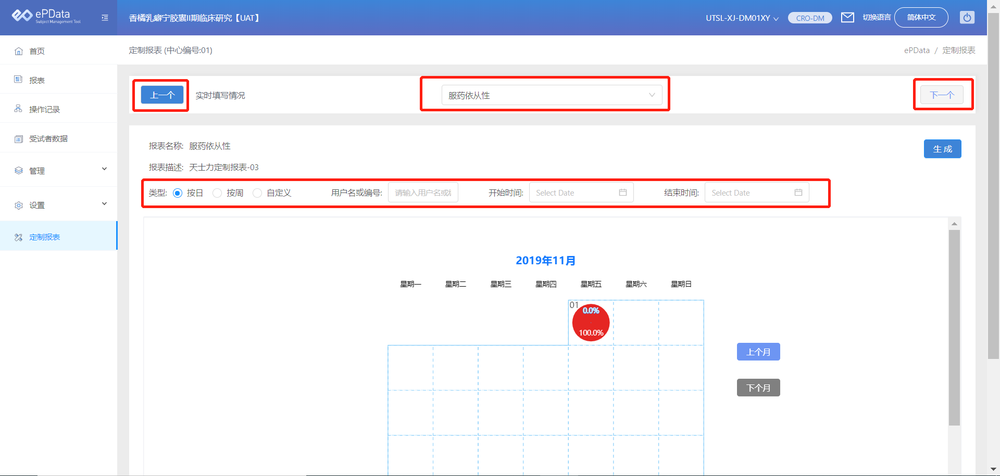 ePData
Subject Management Tool
香橘乳癖宁胶囊II期临床研究【UAT】
UTSL-XJ-DM01XY
CRO-DM
切换语言
简体中文
首页
报表
操作记录
受试者数据
管理
设置
定制报表
定制报表 (中心编号:01)
ePData / 定制报表
上一个
实时填写情况
服药依从性
下一个
报表名称: 服药依从性
生 成
报表描述: 天士力定制报表-03
类型: 按日 按周 自定义 用户名或编号: 请输入用户名或编 开始时间: Select Date 结束时间: Select Date
2019年11月
星期一 星期二 星期三 星期四 星期五 星期六 星期日
01
0.0%
100.0%
上个月
下个月